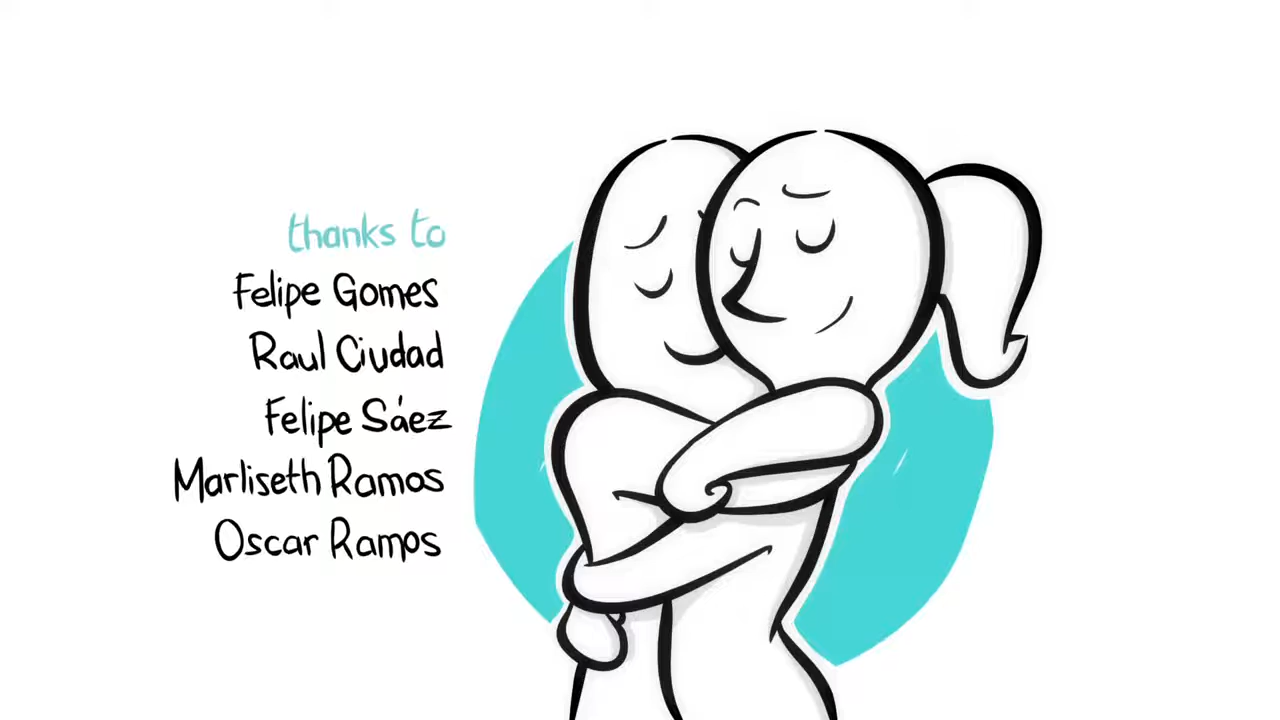 thanks to
Felipe Gomes
Raul Ciudad
Felipe Sáez
Marliseth Ramos
Oscar Ramos